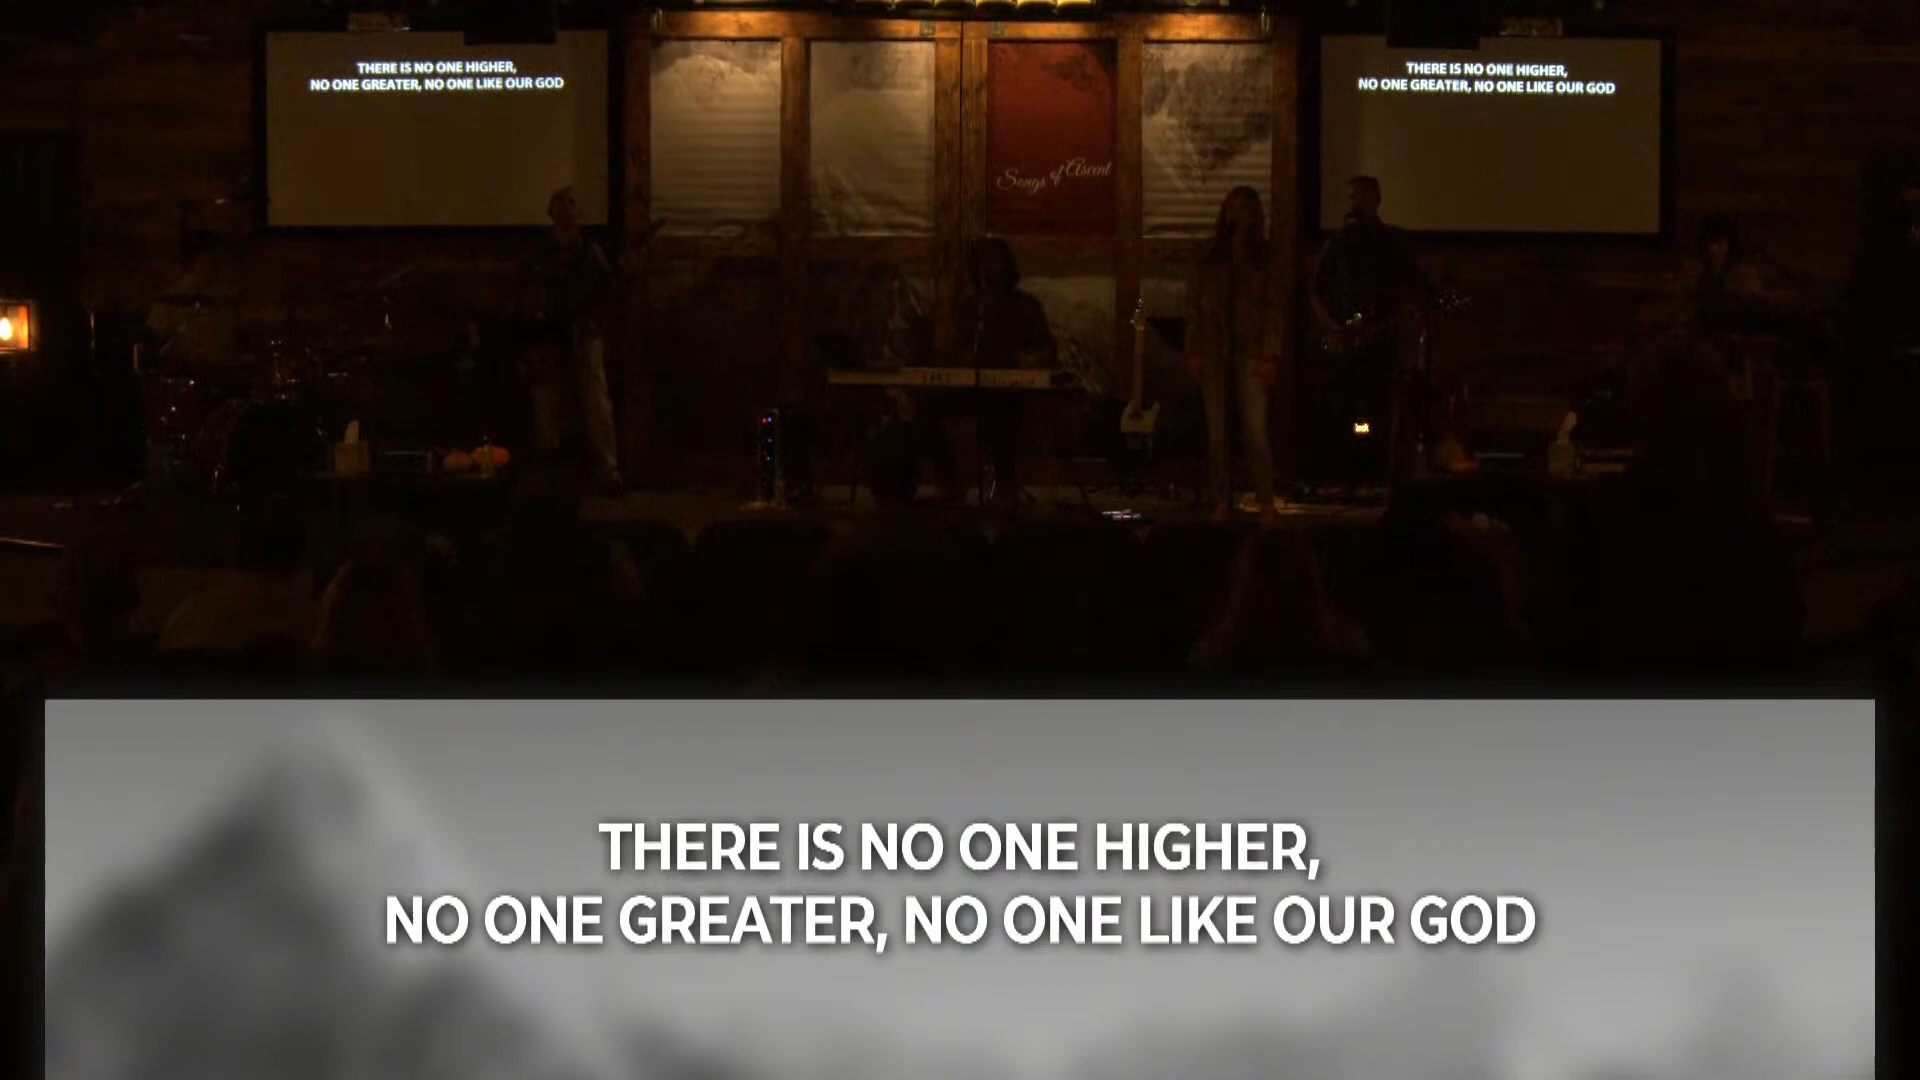 THERE IS NO ONE HIGHER,
NO ONE GREATER, NO ONE LIKE OUR GOD
THERE IS NO ONE HIGHER,
NO ONE GREATER, NO ONE LIKE OUR GOD
Songs of Ascent
THERE IS NO ONE HIGHER,
NO ONE GREATER, NO ONE LIKE OUR GOD